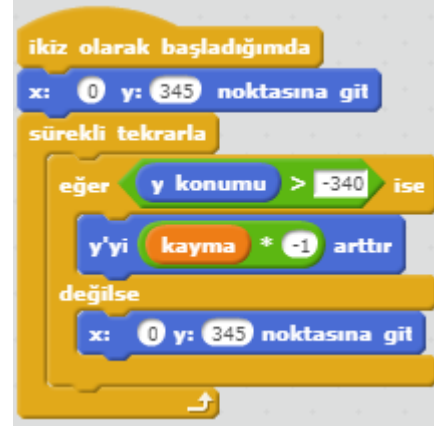 ikiz olarak başladığımda
x: 0 y: 345 noktasına git
sürekli tekrarla
eğer y konumu > -340 ise
y'yi kayma * -1 arttır
değilse
x: 0 y: 345 noktasına git